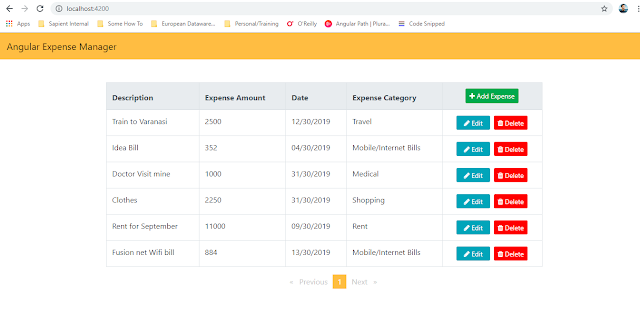 localhost:4200
Apps Sapient Internal Some How To European Dataware... Personal/Training O'Reilly Angular Path | Plura... Code Snipped
Angular Expense Manager
Description Expense Amount Date Expense Category Add Expense
Train to Varanasi 2500 12/30/2019 Travel Edit Delete
Idea Bill 352 04/30/2019 Mobile/Internet Bills Edit Delete
Doctor Visit mine 1000 31/30/2019 Medical Edit Delete
Clothes 2250 31/30/2019 Shopping Edit Delete
Rent for September 11000 09/30/2019 Rent Edit Delete
Fusion net Wifi bill 884 13/30/2019 Mobile/Internet Bills Edit Delete
« Previous 1 Next »